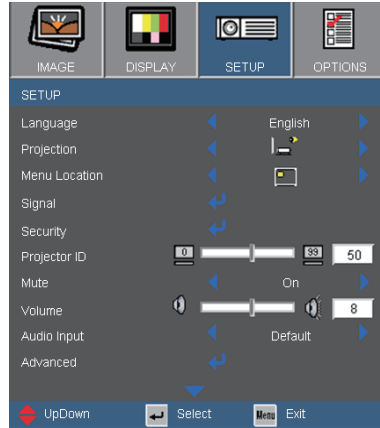 IMAGE DISPLAY SETUP OPTIONS
SETUP
Language English
Projection
Menu Location
Signal
Security
Projector ID 0 99 50
Mute On
Volume 8
Audio Input Default
Advanced
UpDown Select Menu Exit